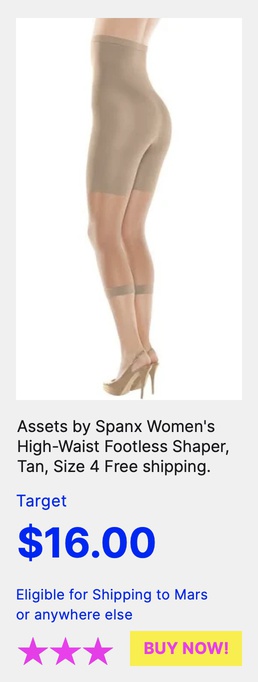 Assets by Spanx Women's
High-Waist Footless Shaper,
Tan, Size 4 Free shipping.
Target
$16.00
Eligible for Shipping to Mars
or anywhere else
BUY NOW!